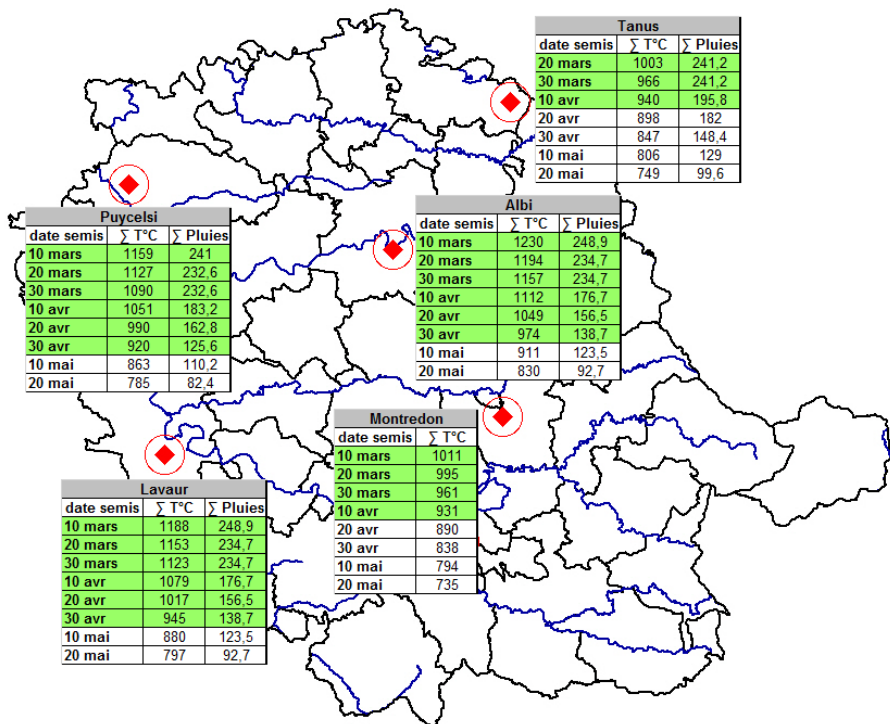 Tanus
date semis ∑ T°C ∑ Pluies
20 mars 1003 241,2
30 mars 966 241,2
10 avr 940 195,8
20 avr 898 182
30 avr 847 148,4
10 mai 806 129
20 mai 749 99,6
Puycelsi
date semis ∑ T°C ∑ Pluies
10 mars 1159 241
20 mars 1127 232,6
30 mars 1090 232,6
10 avr 1051 183,2
20 avr 990 162,8
30 avr 920 125,6
10 mai 863 110,2
20 mai 785 82,4
Albi
date semis ∑ T°C ∑ Pluies
10 mars 1230 248,9
20 mars 1194 234,7
30 mars 1157 234,7
10 avr 1112 176,7
20 avr 1049 156,5
30 avr 974 138,7
10 mai 911 123,5
20 mai 830 92,7
Montredon
date semis ∑ T°C
10 mars 1011
20 mars 995
30 mars 961
10 avr 931
20 avr 890
30 avr 838
10 mai 794
20 mai 735
Lavaur
date semis ∑ T°C ∑ Pluies
10 mars 1188 248,9
20 mars 1153 234,7
30 mars 1123 234,7
10 avr 1079 176,7
20 avr 1017 156,5
30 avr 945 138,7
10 mai 880 123,5
20 mai 797 92,7